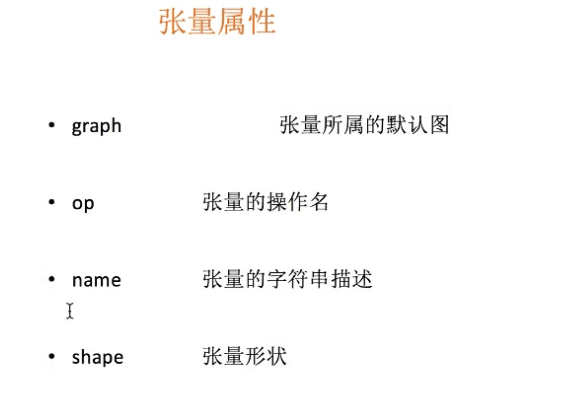 张量属性
• graph 张量所属的默认图
• op 张量的操作名
• name 张量的字符串描述
• shape 张量形状